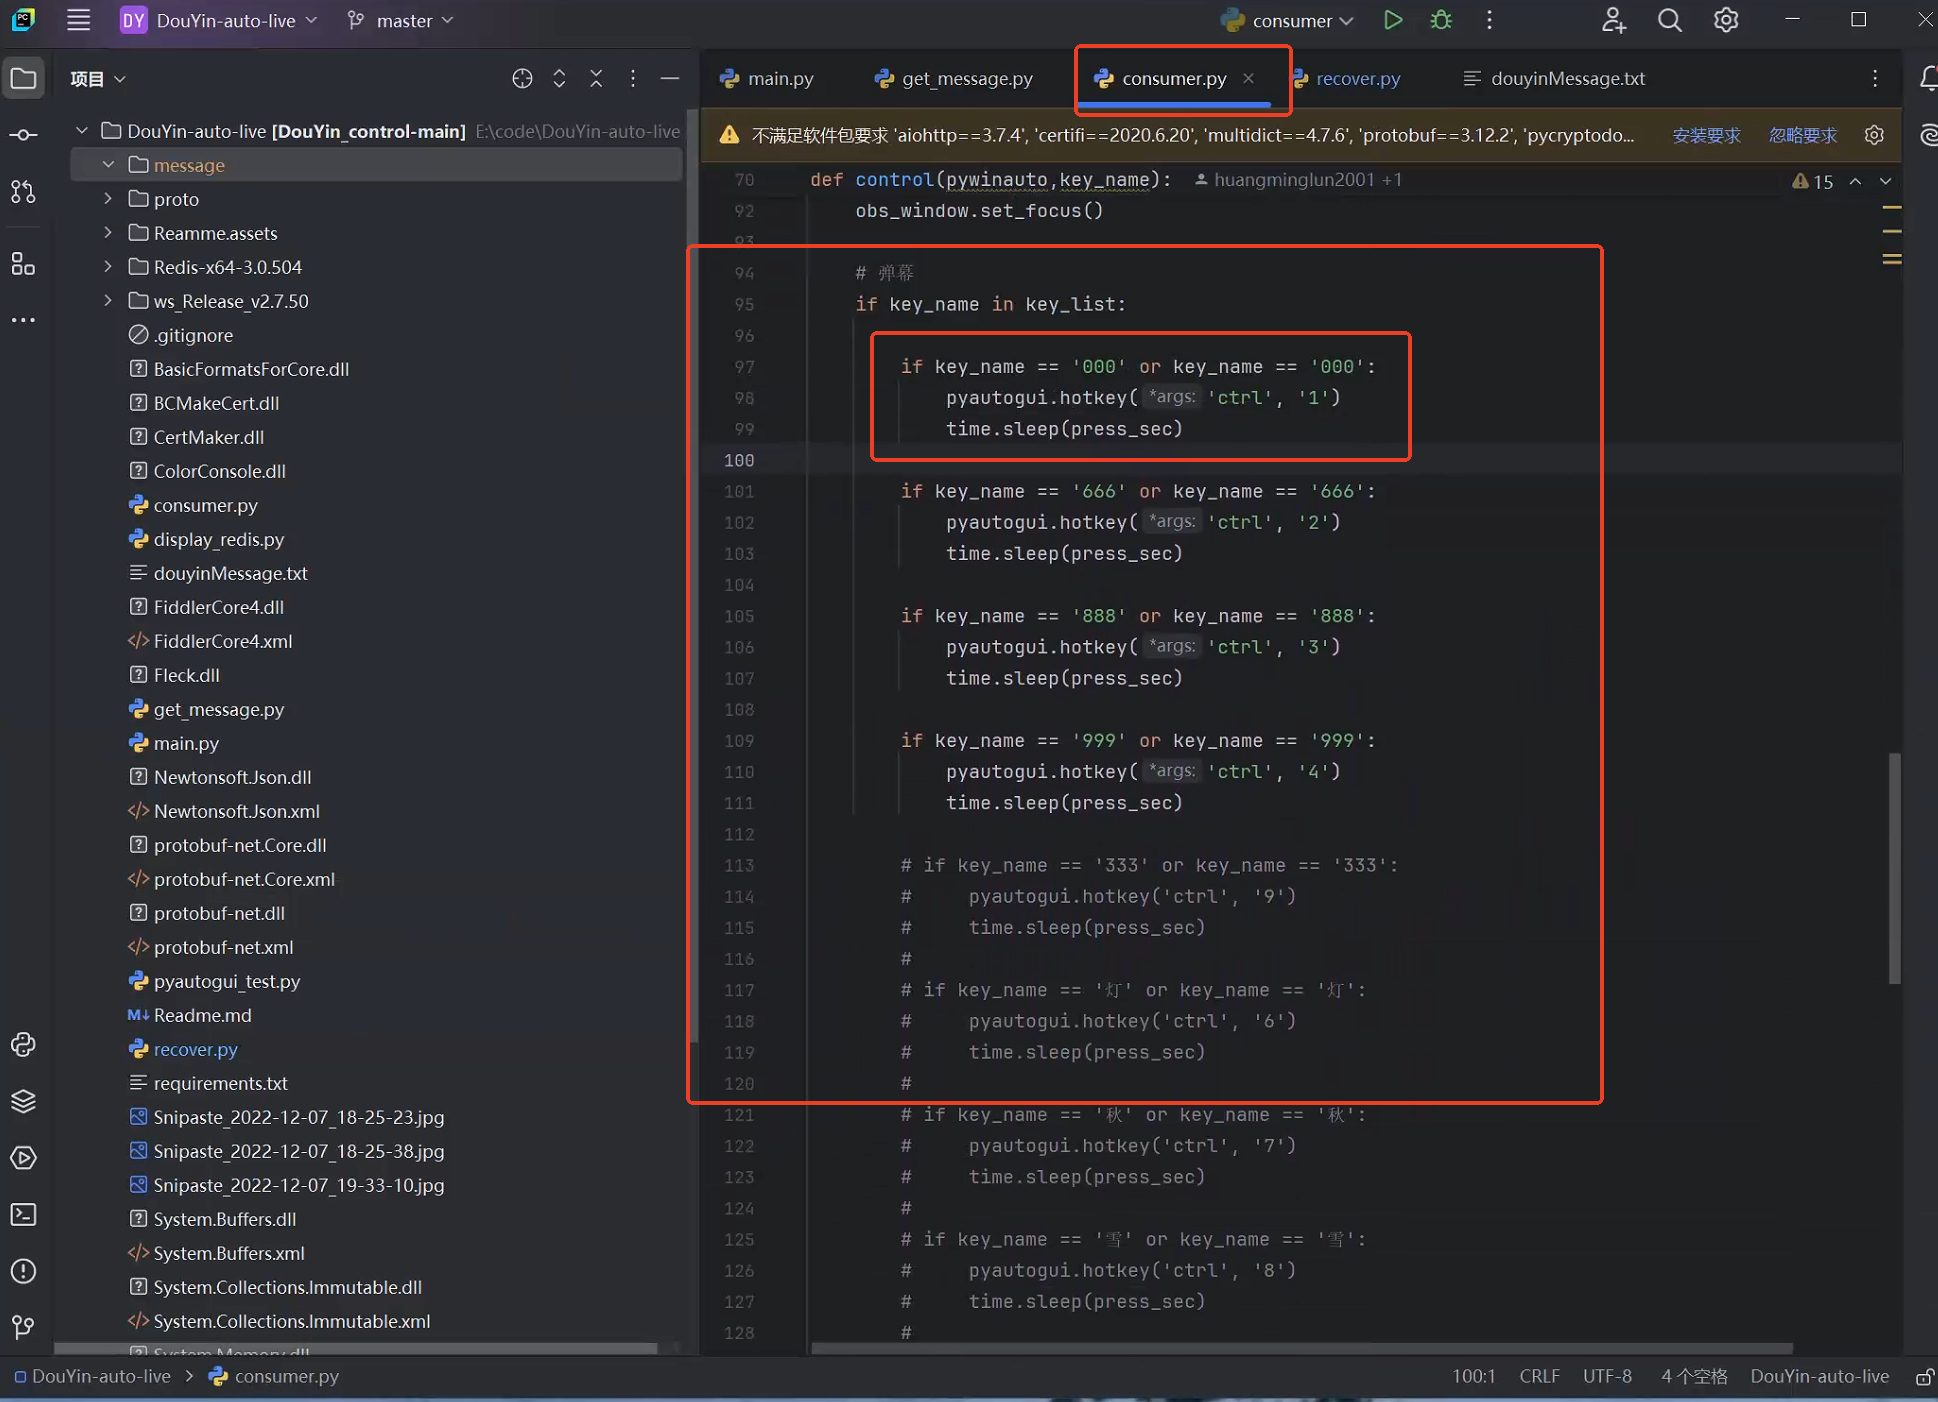 DY DouYin-auto-live master consumer
项目
main.py get_message.py consumer.py recover.py douyinMessage.txt
不满足软件包要求 'aiohttp==3.7.4', 'certifi==2020.6.20', 'multidict==4.7.6', 'protobuf==3.12.2', 'pycryptodo... 安装要求 忽略要求
DouYin-auto-live [DouYin_control-main] E:\code\DouYin-auto-live
message
proto
Reamme.assets
Redis-x64-3.0.504
ws_Release_v2.7.50
.gitignore
BasicFormatsForCore.dll
BCMakeCert.dll
CertMaker.dll
ColorConsole.dll
consumer.py
display_redis.py
douyinMessage.txt
FiddlerCore4.dll
FiddlerCore4.xml
Fleck.dll
get_message.py
main.py
Newtonsoft.Json.dll
Newtonsoft.Json.xml
protobuf-net.Core.dll
protobuf-net.Core.xml
protobuf-net.dll
protobuf-net.xml
pyautogui_test.py
M↓ Readme.md
recover.py
requirements.txt
Snipaste_2022-12-07_18-25-23.jpg
Snipaste_2022-12-07_18-25-38.jpg
Snipaste_2022-12-07_19-33-10.jpg
System.Buffers.dll
System.Buffers.xml
System.Collections.Immutable.dll
System.Collections.Immutable.xml
System.Memory.dll
70 def control(pywinauto,key_name): huangminglun2001 +1 15
92 obs_window.set_focus()
93
94 # 弹幕
95 if key_name in key_list:
96
97 if key_name == '000' or key_name == '000':
98 pyautogui.hotkey( *args: 'ctrl', '1')
99 time.sleep(press_sec)
100
101 if key_name == '666' or key_name == '666':
102 pyautogui.hotkey( *args: 'ctrl', '2')
103 time.sleep(press_sec)
104
105 if key_name == '888' or key_name == '888':
106 pyautogui.hotkey( *args: 'ctrl', '3')
107 time.sleep(press_sec)
108
109 if key_name == '999' or key_name == '999':
110 pyautogui.hotkey( *args: 'ctrl', '4')
111 time.sleep(press_sec)
112
113 # if key_name == '333' or key_name == '333':
114 # pyautogui.hotkey('ctrl', '9')
115 # time.sleep(press_sec)
116 #
117 # if key_name == '灯' or key_name == '灯':
118 # pyautogui.hotkey('ctrl', '6')
119 # time.sleep(press_sec)
120 #
121 # if key_name == '秋' or key_name == '秋':
122 # pyautogui.hotkey('ctrl', '7')
123 # time.sleep(press_sec)
124 #
125 # if key_name == '雪' or key_name == '雪':
126 # pyautogui.hotkey('ctrl', '8')
127 # time.sleep(press_sec)
128 #
DouYin-auto-live > consumer.py 100:1 CRLF UTF-8 4 个空格 DouYin-auto-live